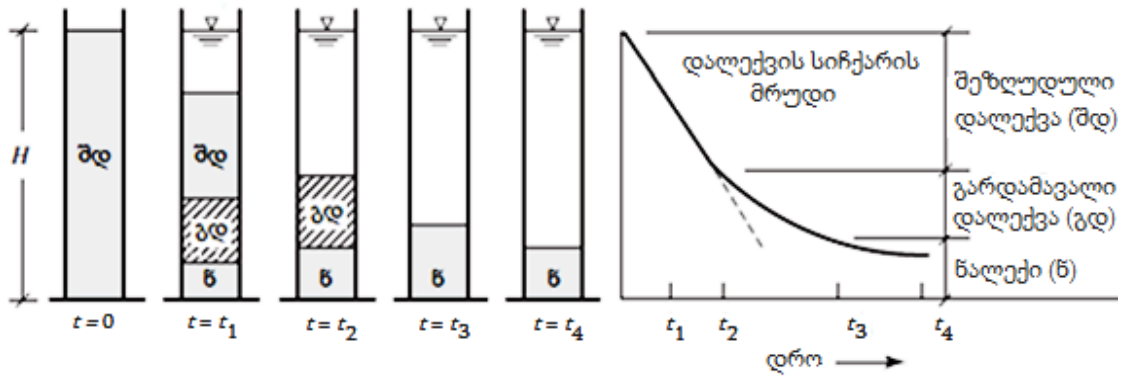 H
შდ
შდ
გდ
ნ
გდ
ნ
ნ
ნ
t = 0
t = t1
t = t2
t = t3
t = t4
დალექვის სიჩქარის
მრუდი
შეზღუდული
დალექვა (შდ)
გარდამავალი
დალექვა (გდ)
ნალექი (ნ)
t1
t2
t3
t4
დრო